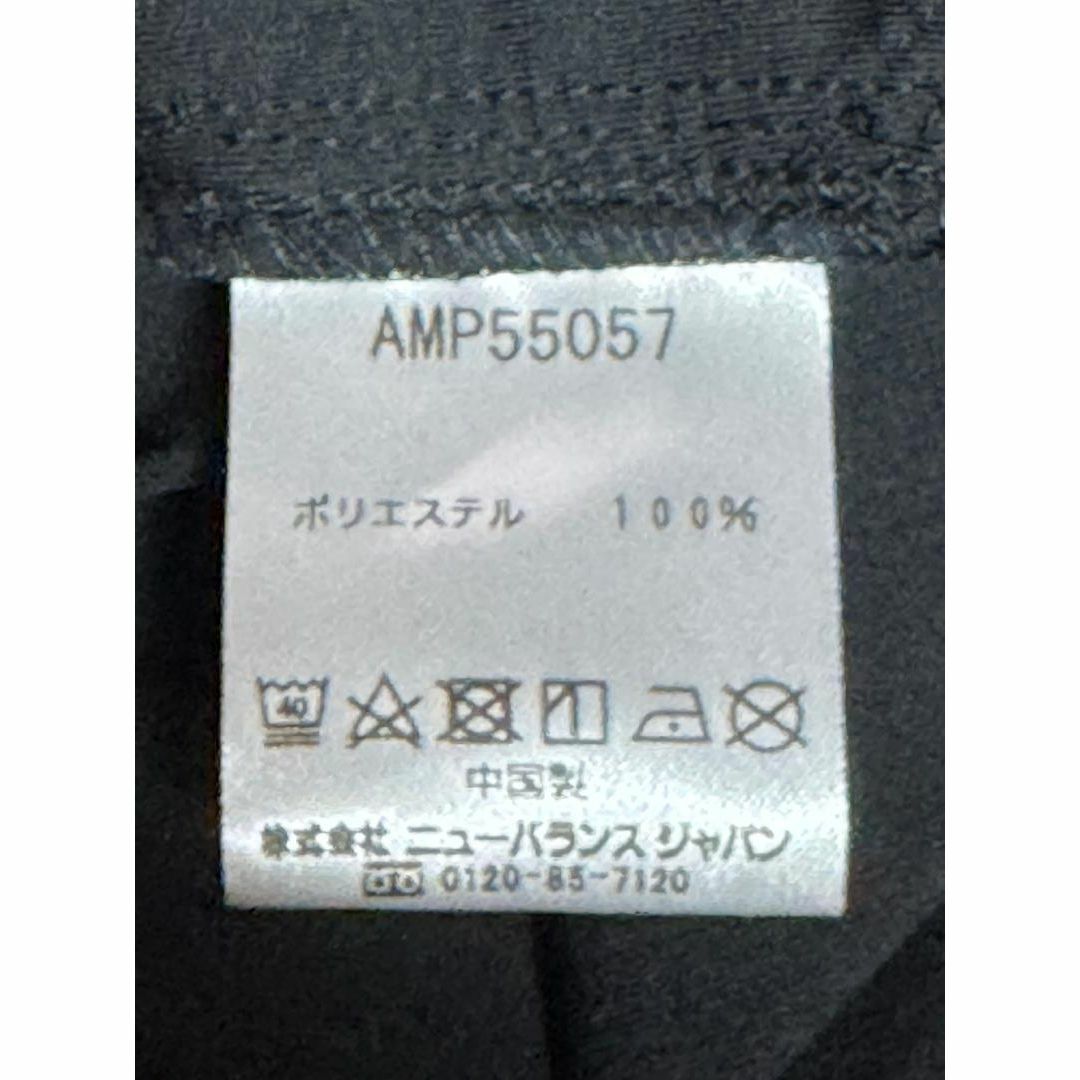 AMP55057
ポリエステル 100%
40
中国製
株式会社 ニューバランス ジャパン
0120-85-7120